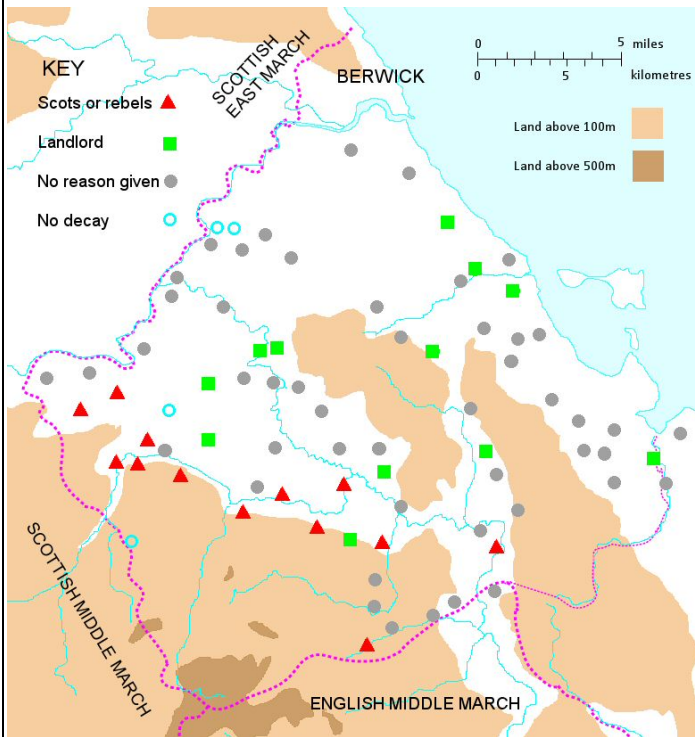 KEY
Scots or rebels
Landlord
No reason given
No decay
SCOTTISH
EAST MARCH
BERWICK
0 5 miles
0 5 kilometres
Land above 100m
Land above 500m
SCOTTISH MIDDLE MARCH
ENGLISH MIDDLE MARCH